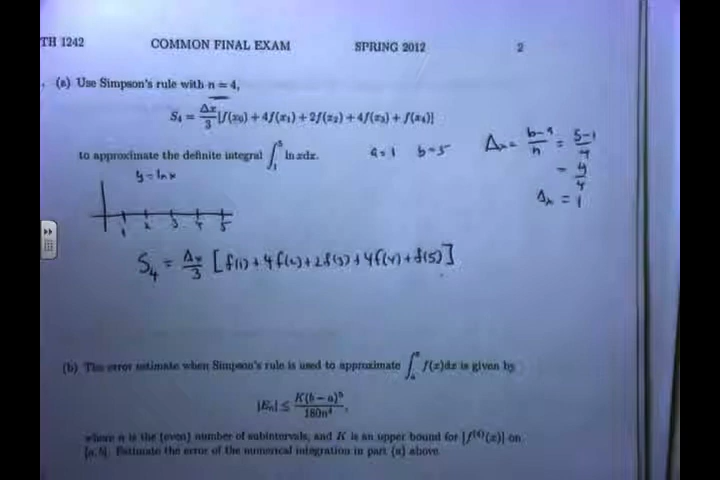 TH 1242 COMMON FINAL EXAM SPRING 2012 2
. (a) Use Simpson's rule with n = 4,
S₄ = Δx/3 [f(x₀) + 4f(x₁) + 2f(x₂) + 4f(x₃) + f(x₄)]
to approximate the definite integral ∫₁⁵ ln x dx.
a=1 b=5
Δx = b-a/n = 5-1/4
= 4/4
Δx = 1
y = ln x
1 2 3 4 5
S₄ = Δx/3 [f(1) + 4f(2) + 2f(3) + 4f(4) + f(5)]
(b) The error estimate when Simpson's rule is used to approximate ∫ₐᵇ f(x)dx is given by
|Eₙ| ≤ K(b − a)⁵/180n⁴,
where n is the (even) number of subintervals, and K is an upper bound for |f⁽⁴⁾(x)| on
[a, b]. Estimate the error of the numerical integration in part (a) above.